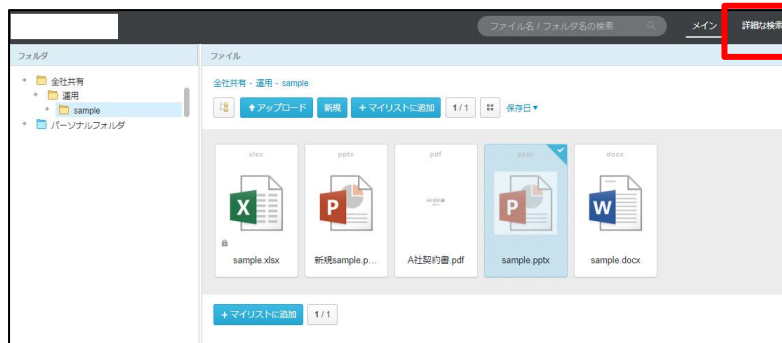 ファイル名 / フォルダ名の検索
メイン
詳細な検索
フォルダ
ファイル
全社共有
運用
sample
パーソナルフォルダ
全社共有 - 運用 - sample
アップロード
新規
+ マイリストに追加
1 / 1
保存日▼
xlsx
pptx
pdf
pptx
docx
X
P
P
W
sample.xlsx
新規sample.p...
A社契約書.pdf
sample.pptx
sample.docx
+ マイリストに追加
1 / 1